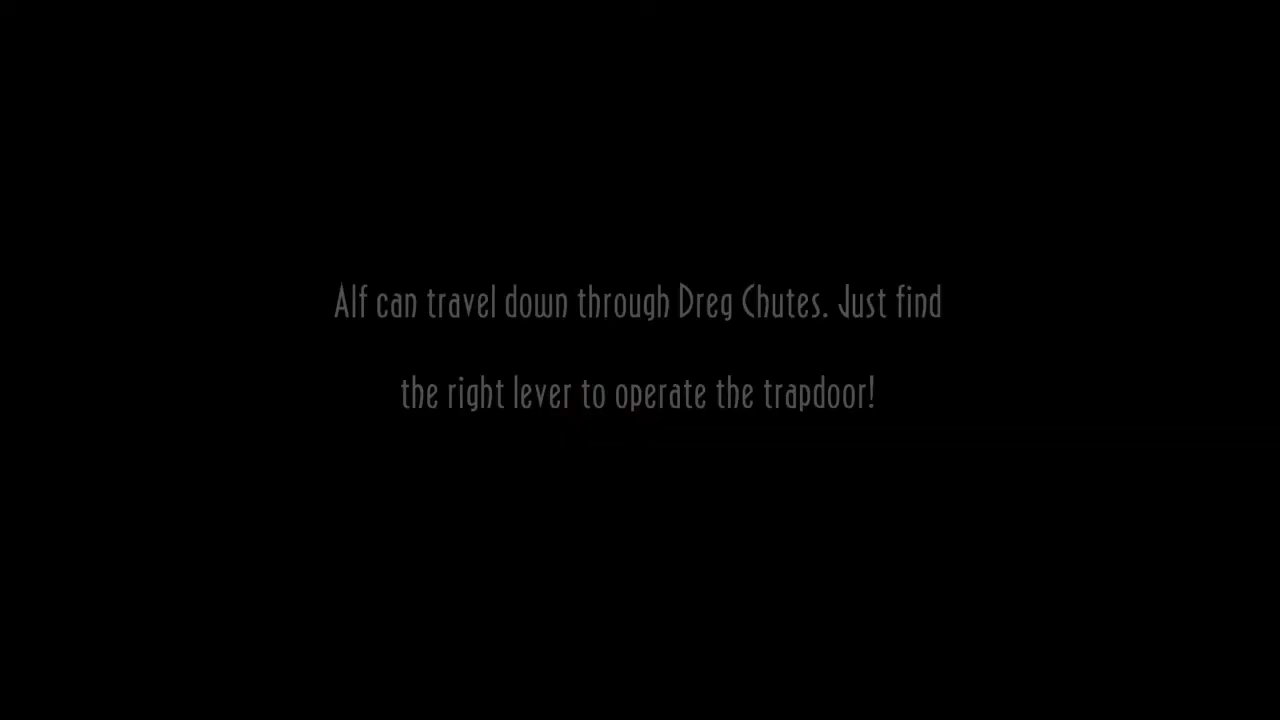 Alf can travel down through Dreg Chutes. Just find
the right lever to operate the trapdoor!